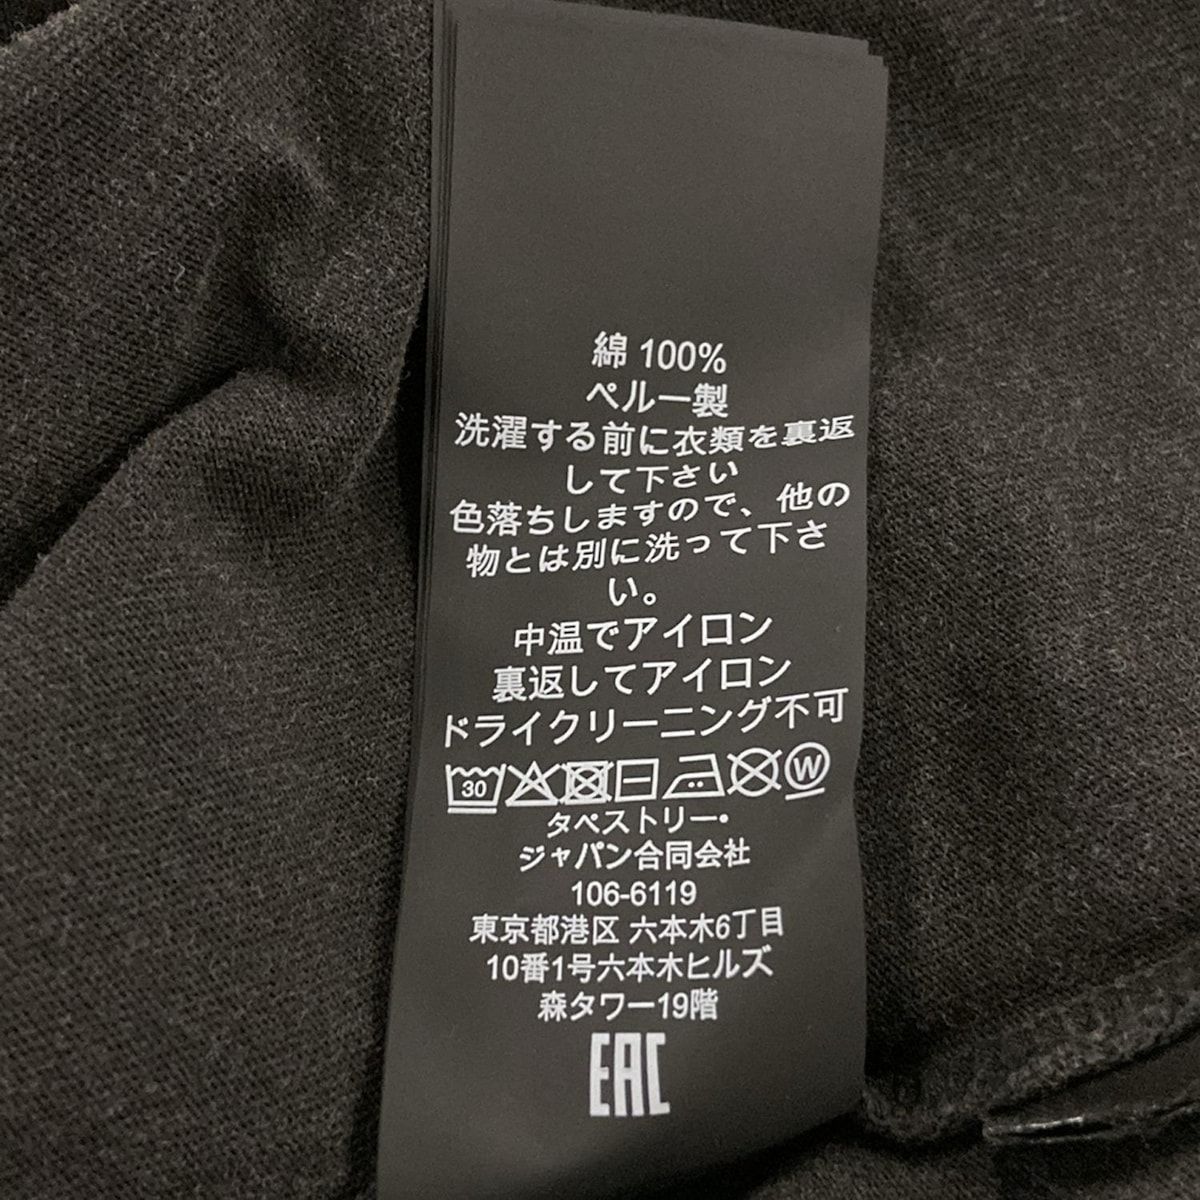 綿 100%
ペルー製
洗濯する前に衣類を裏返
して下さい
色落ちしますので、他の
物とは別に洗って下さ
い。
中温でアイロン
裏返してアイロン
ドライクリーニング不可
30 W
タペストリー・
ジャパン合同会社
106-6119
東京都港区 六本木6丁目
10番1号六本木ヒルズ
森タワー19階
EAC